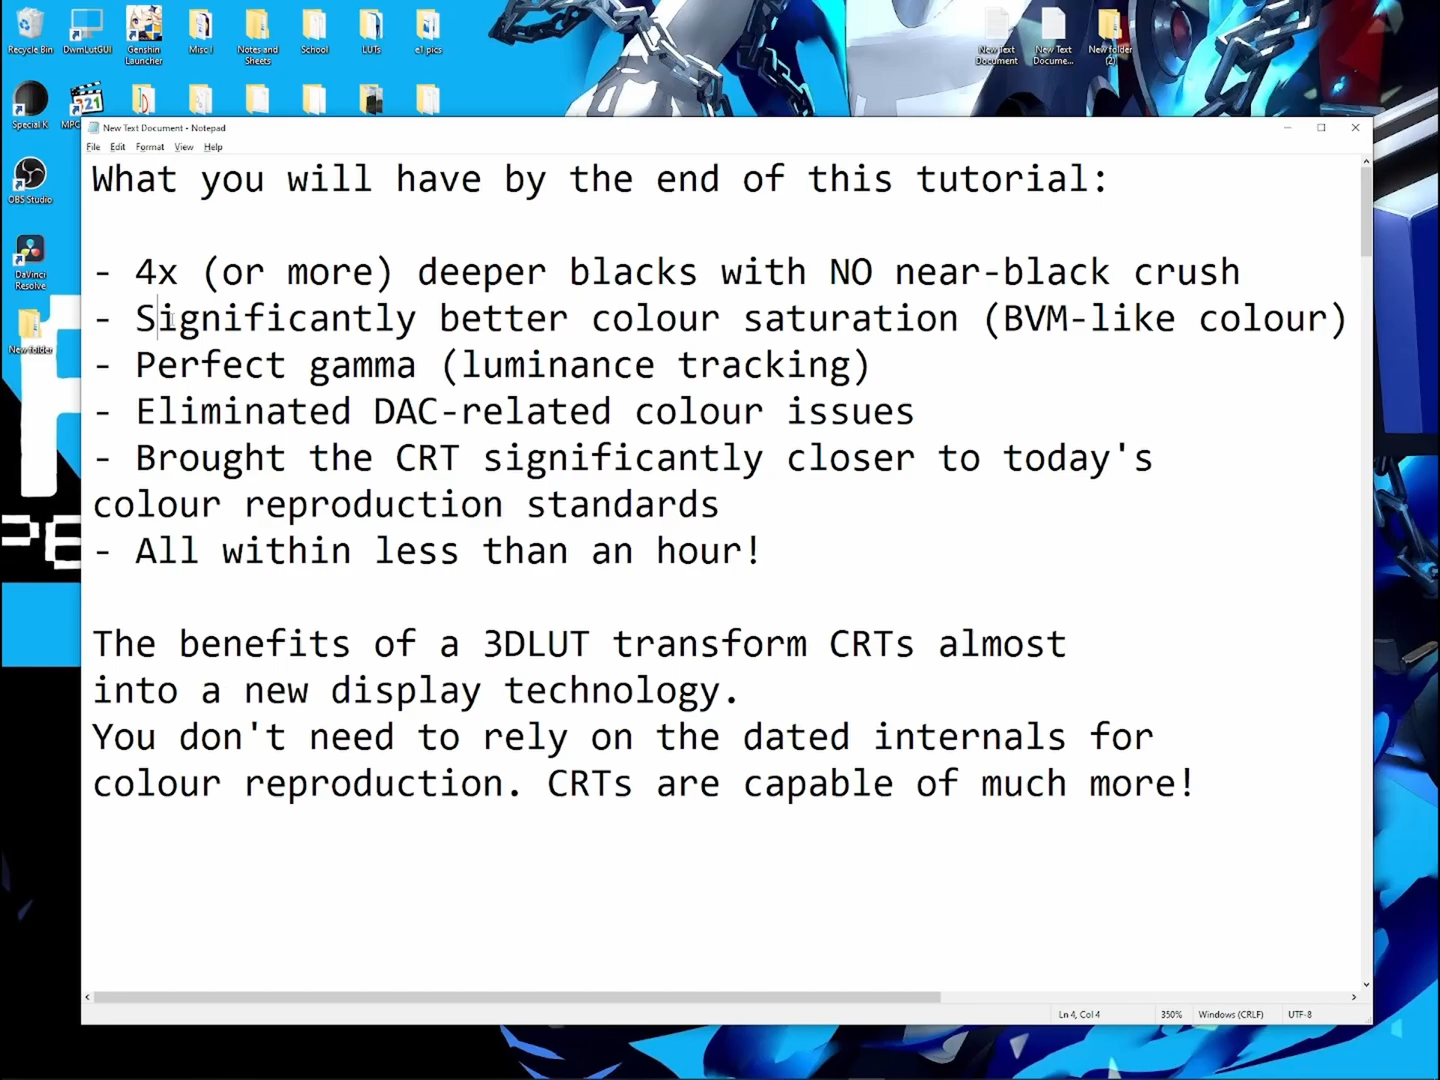 Recycle Bin
DwmLutGUI
Genshin Launcher
Misc I
Notes and Sheets
School
LUTs
e1 pics
New Text Document
New Text Docume...
New folder (2)
Special K
MPC
321
OBS Studio
DaVinci Resolve
New folder
New Text Document - Notepad
File Edit Format View Help
What you will have by the end of this tutorial:
- 4x (or more) deeper blacks with NO near-black crush
- Significantly better colour saturation (BVM-like colour)
- Perfect gamma (luminance tracking)
- Eliminated DAC-related colour issues
- Brought the CRT significantly closer to today's
colour reproduction standards
- All within less than an hour!
The benefits of a 3DLUT transform CRTs almost
into a new display technology.
You don't need to rely on the dated internals for
colour reproduction. CRTs are capable of much more!
Ln 4, Col 4
350%
Windows (CRLF)
UTF-8